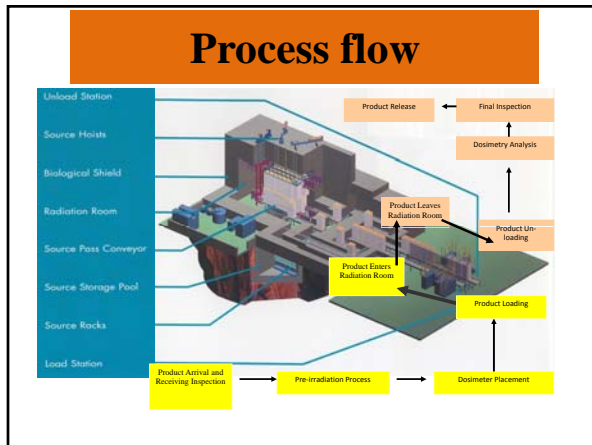 Process flow
Unload Station
Source Hoists
Biological Shield
Radiation Room
Source Pass Conveyor
Source Storage Pool
Source Racks
Load Station
Product Release
Final Inspection
Dosimetry Analysis
Product Leaves
Radiation Room
Product Un-
loading
Product Enters
Radiation Room
Product Loading
Product Arrival and
Receiving Inspection
Pre-irradiation Process
Dosimeter Placement